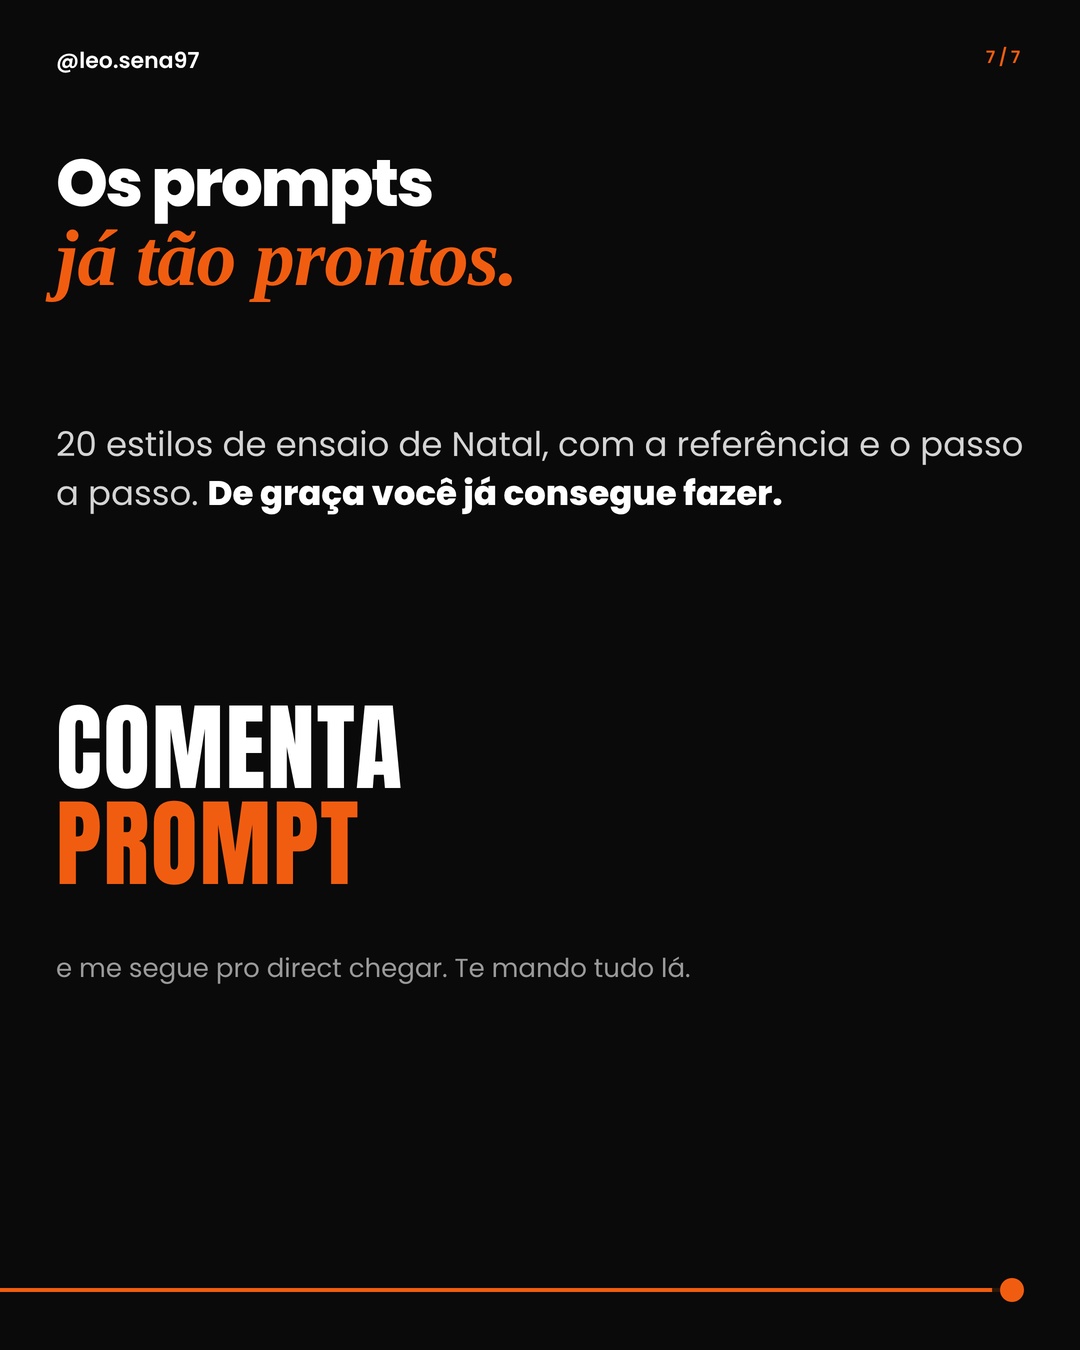 @leo.sena97
7/7
Os prompts
já tão prontos.
20 estilos de ensaio de Natal, com a referência e o passo
a passo. De graça você já consegue fazer.
COMENTA
PROMPT
e me segue pro direct chegar. Te mando tudo lá.